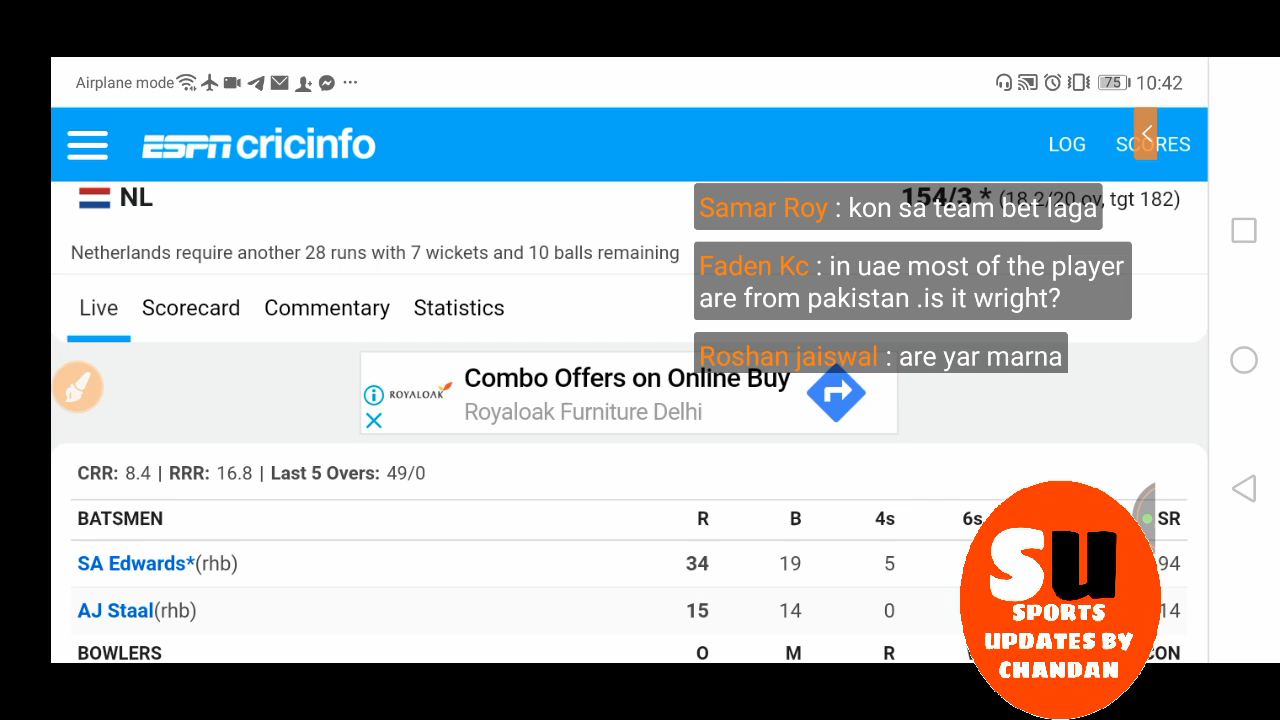 Airplane mode ... 75 10:42
ESPN cricinfo LOG SCORES
NL 154/3 * (18.2/20 ov, tgt 182)
Samar Roy : kon sa team bet laga
Netherlands require another 28 runs with 7 wickets and 10 balls remaining
Faden Kc : in uae most of the player
are from pakistan .is it wright?
Live Scorecard Commentary Statistics
Roshan jaiswal : are yar marna
Combo Offers on Online Buy
ROYALOAK
Royaloak Furniture Delhi
CRR: 8.4 | RRR: 16.8 | Last 5 Overs: 49/0
BATSMEN R B 4s 6s SR
SA Edwards*(rhb) 34 19 5 94
AJ Staal(rhb) 15 14 0 14
BOWLERS O M R CON
SU
SPORTS
UPDATES BY
CHANDAN